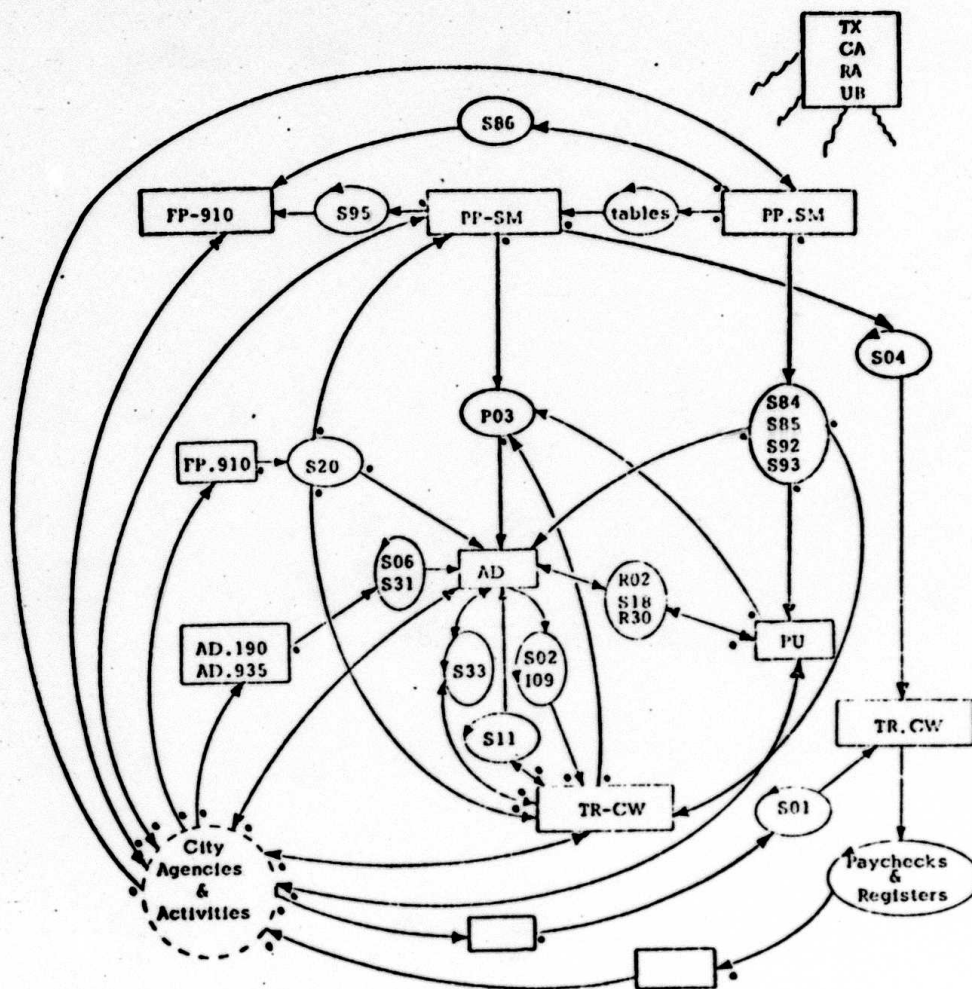 TX
CA
RA
UB
S86
FP-910
S95
PP-SM
tables
PP.SM
S04
P03
S84
S85
S92
S93
FP.910
S20
S06
S31
AD
R02
S18
R30
AD.190
AD.935
S33
S02
I09
PU
S11
TR.CW
TR-CW
S01
City
Agencies
&
Activities
Paychecks
&
Registers